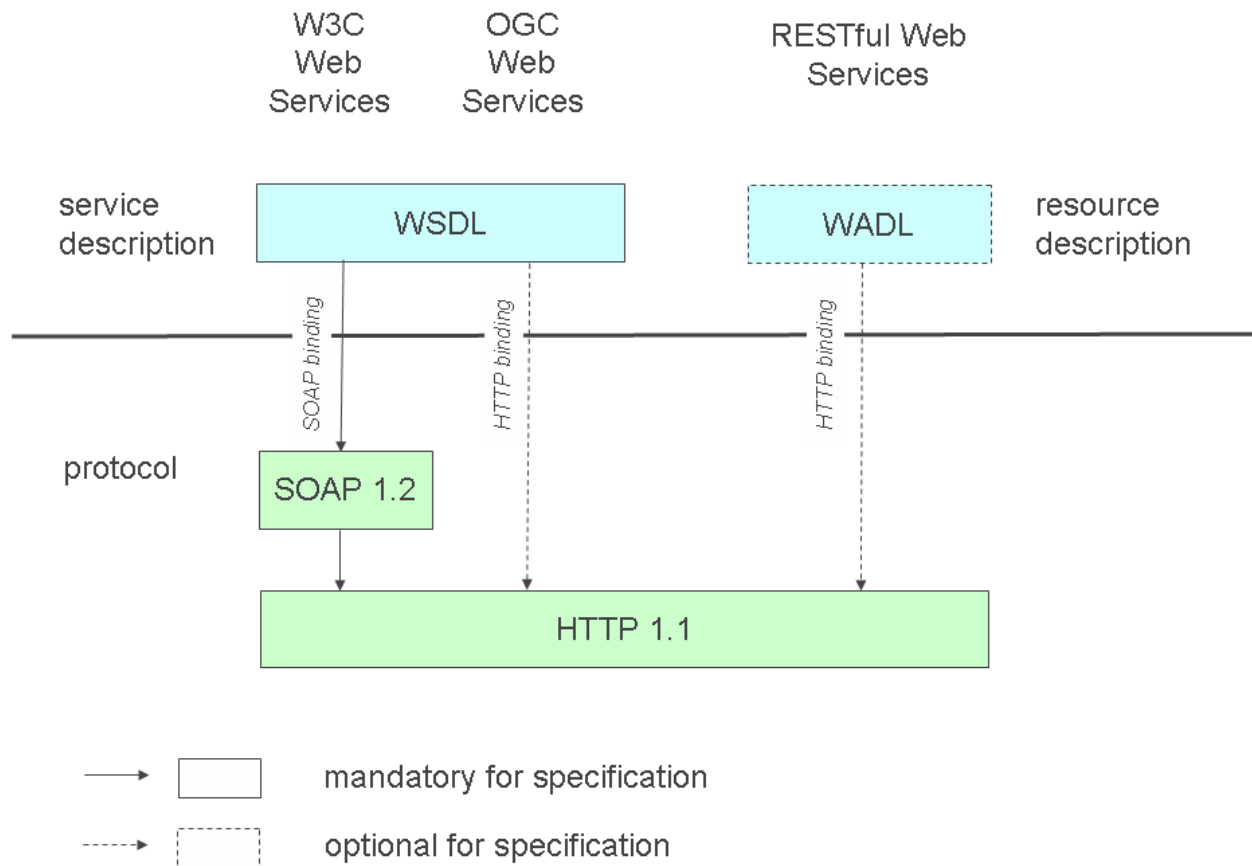 W3C
Web
Services
OGC
Web
Services
RESTful Web
Services
service
description
WSDL
WADL
resource
description
SOAP binding
HTTP binding
HTTP binding
protocol
SOAP 1.2
HTTP 1.1
mandatory for specification
optional for specification